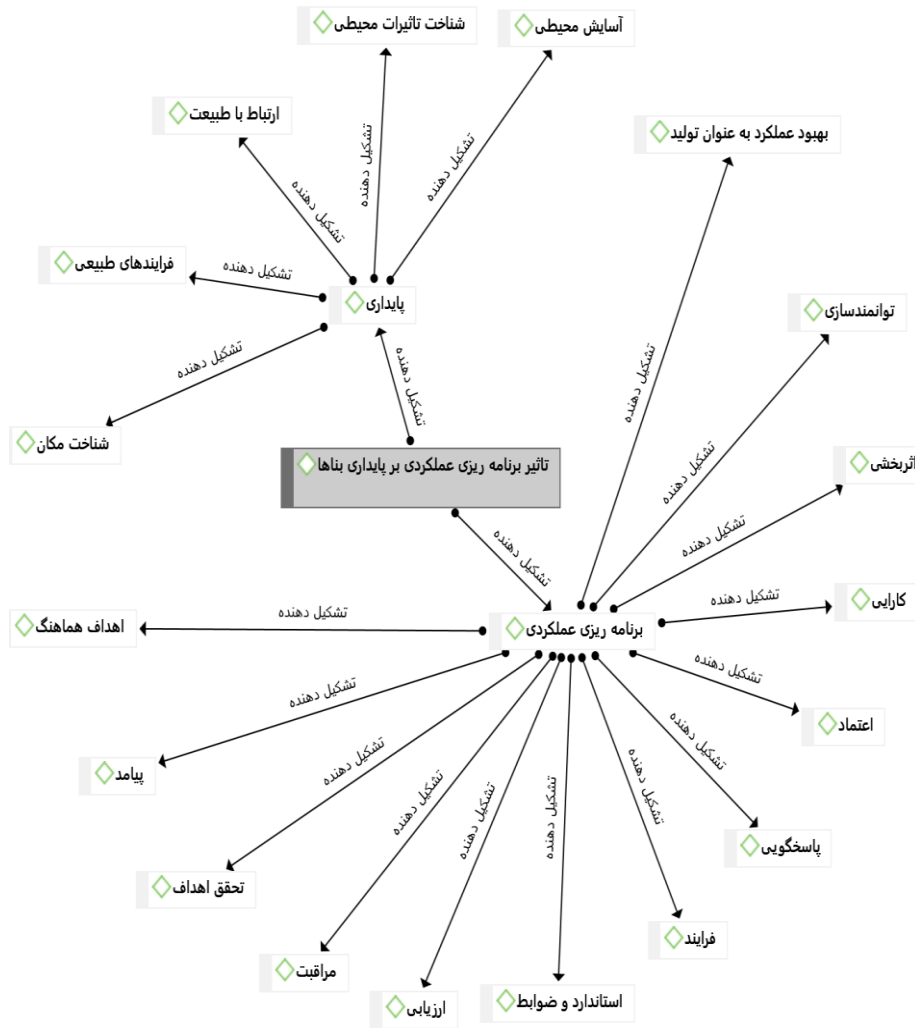 شناخت تاثیرات محیطی
آسایش محیطی
ارتباط با طبیعت
بهبود عملکرد به عنوان تولید
تشکیل دهنده
تشکیل دهنده
تشکیل دهنده
فرایندهای طبیعی
تشکیل دهنده
پایداری
توانمندسازی
تشکیل دهنده
تشکیل دهنده
تشکیل دهنده
شناخت مکان
تاثیر برنامه ریزی عملکردی بر پایداری بناها
اثربخشی
تشکیل دهنده
تشکیل دهنده
تشکیل دهنده
کارایی
تشکیل دهنده
اهداف هماهنگ
تشکیل دهنده
برنامه ریزی عملکردی
تشکیل دهنده
اعتماد
تشکیل دهنده
تشکیل دهنده
تشکیل دهنده
تشکیل دهنده
تشکیل دهنده
تشکیل دهنده
تشکیل دهنده
پیامد
پاسخگویی
تحقق اهداف
فرایند
مراقبت
ارزیابی
استاندارد و ضوابط